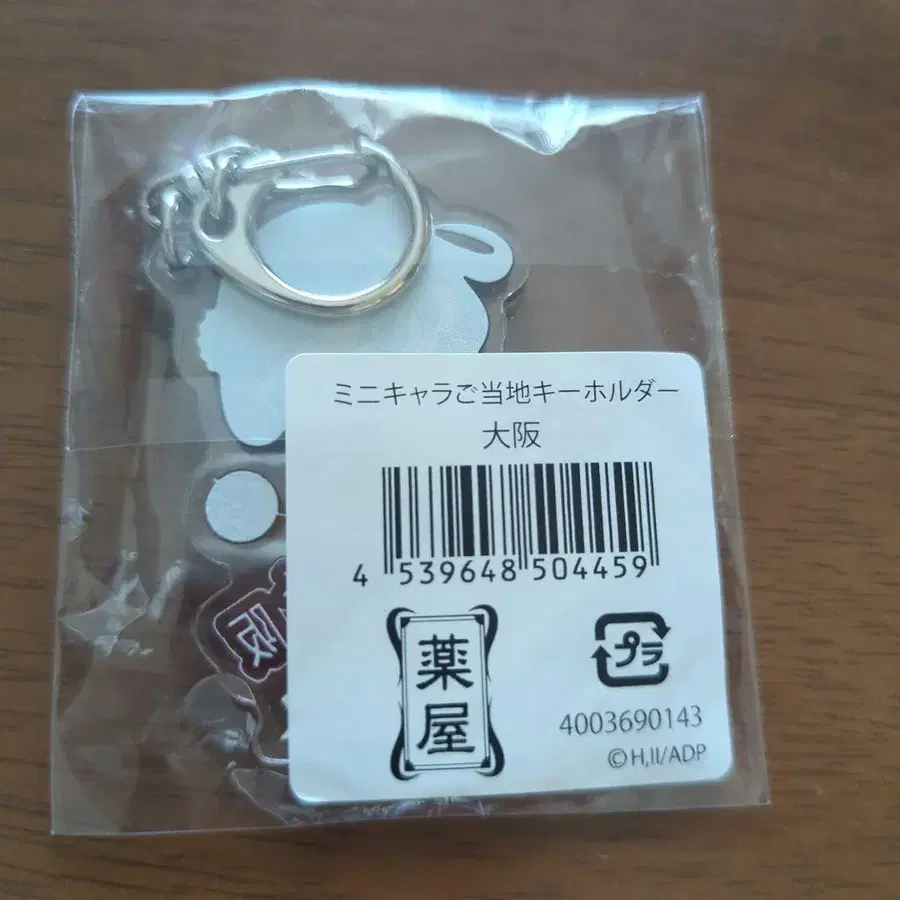 ミニキャラご当地キーホルダー
大阪
4 539648 504459
薬屋
プラ
4003690143
©H,II/ADP